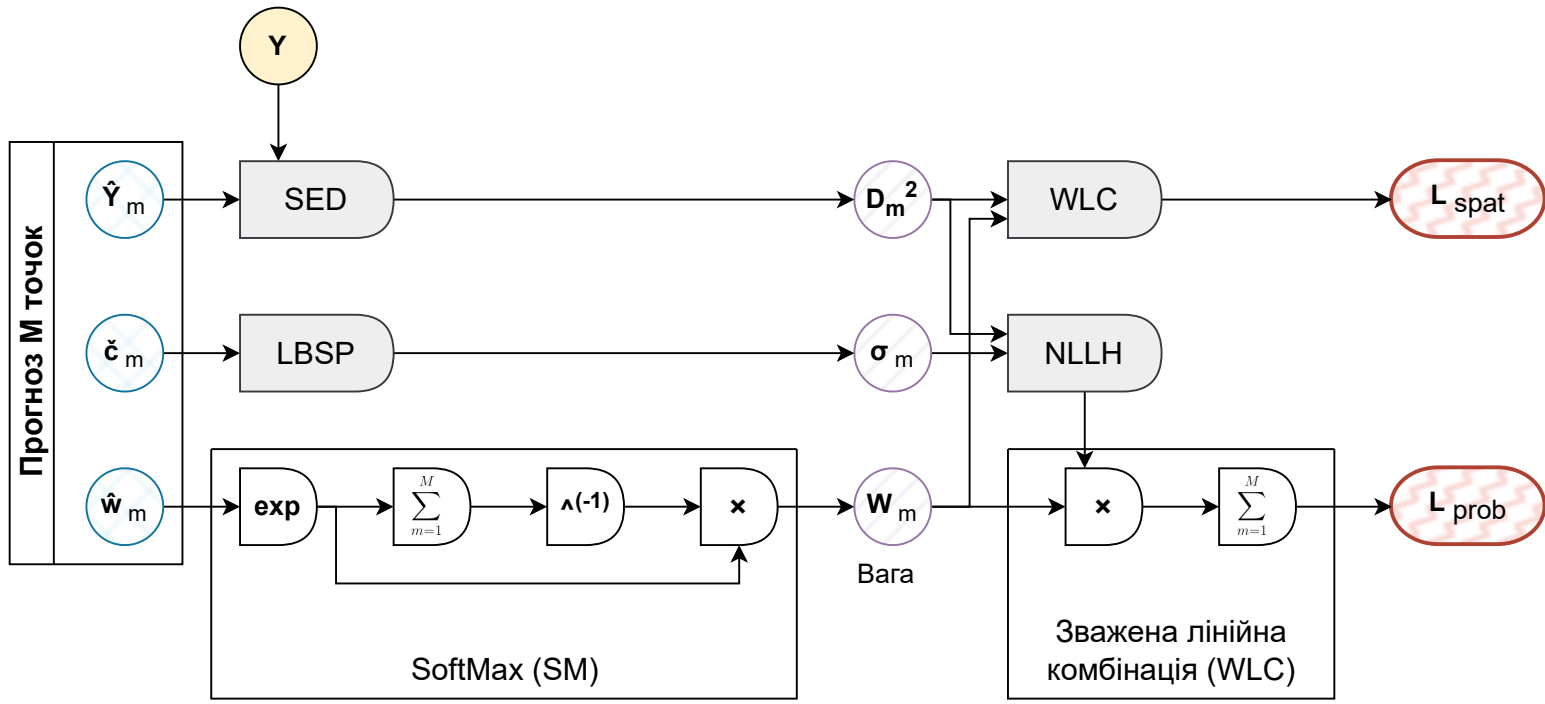 Y
Прогноз M точок
Ŷ m
SED
D m 2
WLC
L spat
č m
LBSP
σ m
NLLH
ŵ m
exp
M ∑ m=1
^(-1)
×
W m
×
M ∑ m=1
L prob
Вага
SoftMax (SM)
Зважена лінійна
комбінація (WLC)